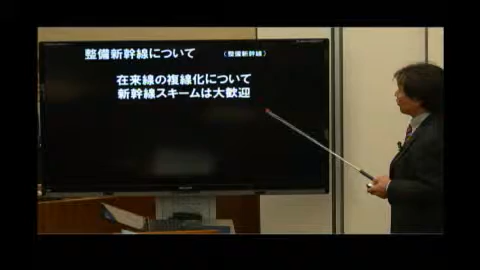 整備新幹線について （整備新幹線）
在来線の複線化について
新幹線スキームは大歓迎